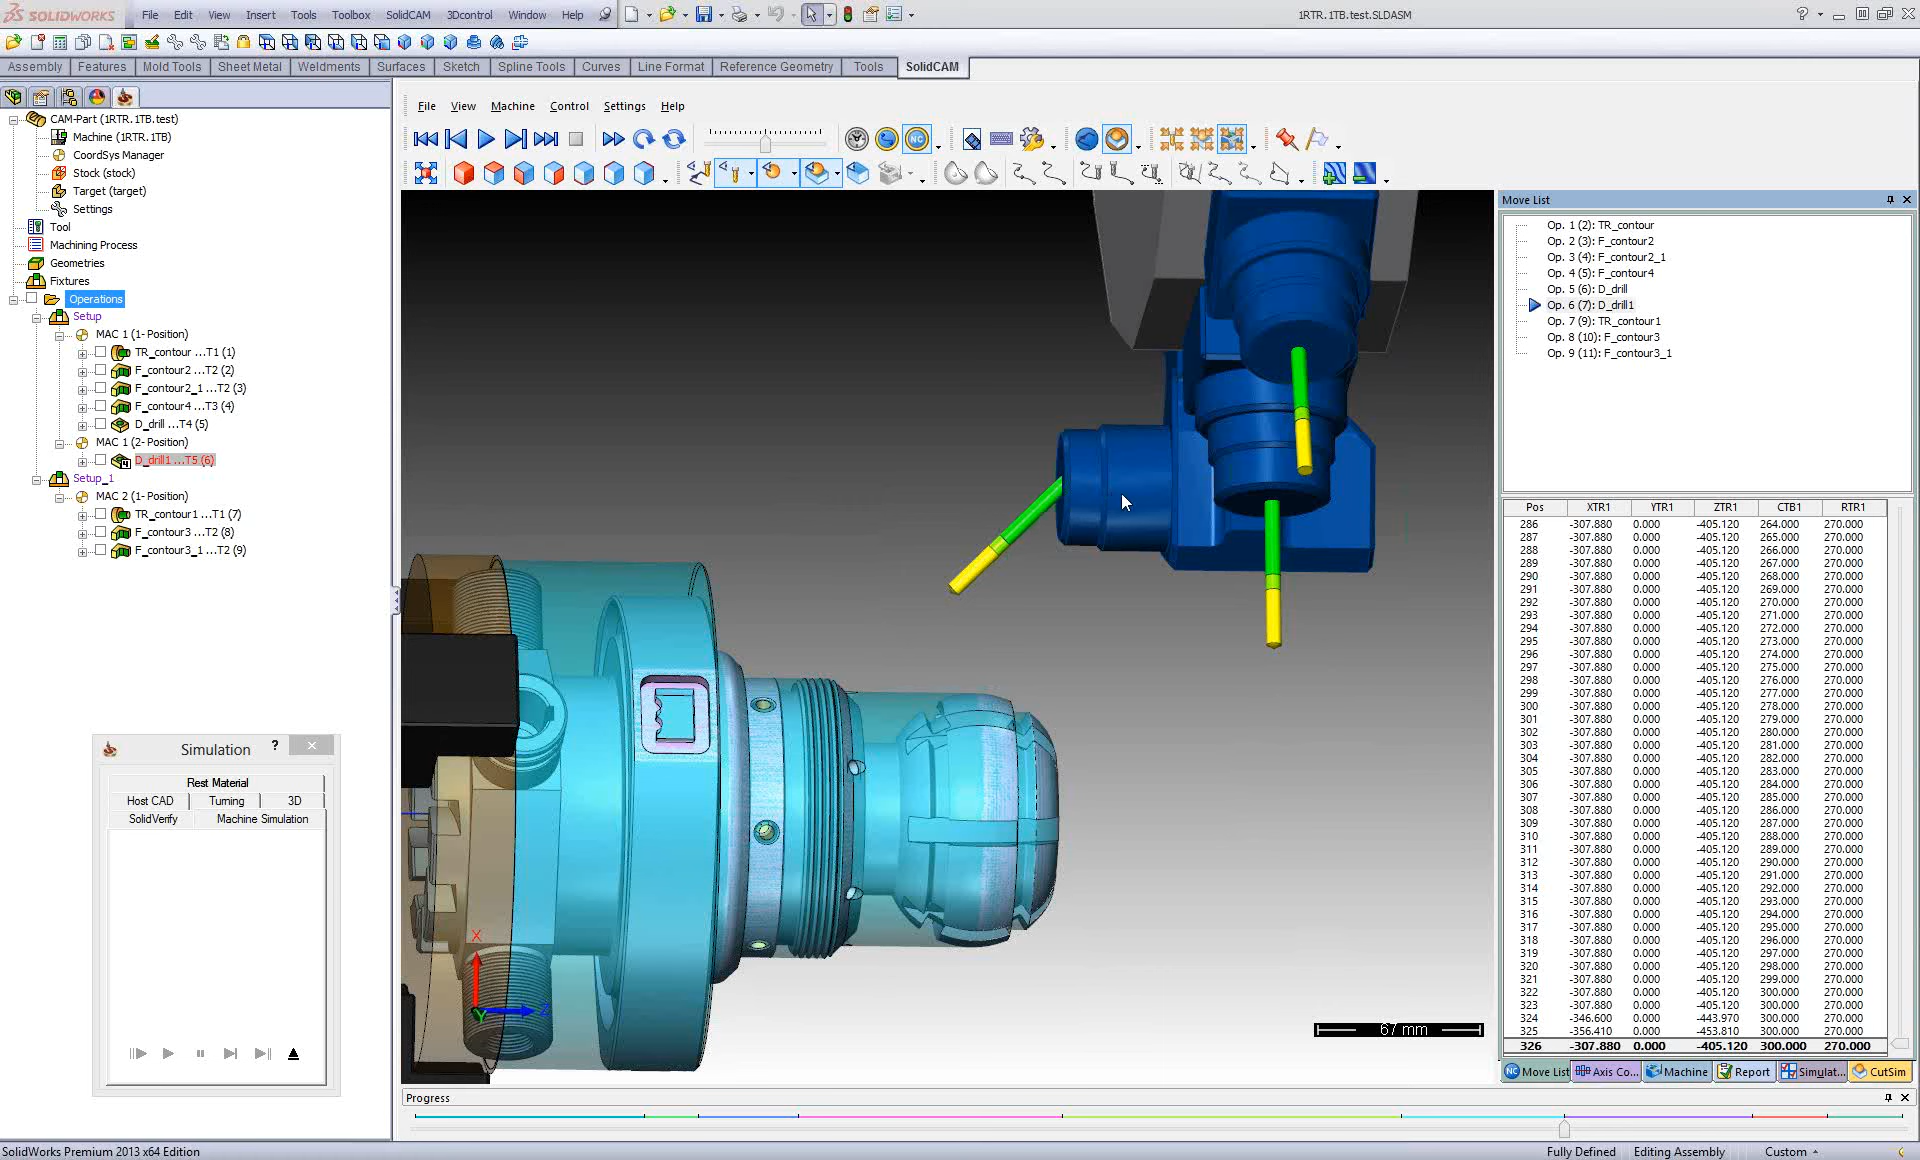 SOLIDWORKS File Edit View Insert Tools Toolbox SolidCAM 3Dcontrol Window Help 1RTR.1TB.test.SLDASM
Assembly Features Mold Tools Sheet Metal Weldments Surfaces Sketch Spline Tools Curves Line Format Reference Geometry Tools SolidCAM
File View Machine Control Settings Help
NC
CAM-Part (1RTR.1TB.test)
Machine (1RTR.1TB)
CoordSys Manager
Stock (stock)
Target (target)
Settings
Tool
Machining Process
Geometries
Fixtures
Operations
Setup
MAC 1 (1- Position)
TR_contour ...T1 (1)
F_contour2 ...T2 (2)
F_contour2_1 ...T2 (3)
F_contour4 ...T3 (4)
D_drill ...T4 (5)
MAC 1 (2- Position)
D_drill1 ...T5 (6)
Setup_1
MAC 2 (1- Position)
TR_contour1 ...T1 (7)
F_contour3 ...T2 (8)
F_contour3_1 ...T2 (9)
Simulation ?
Rest Material
Host CAD Turning 3D
SolidVerify Machine Simulation
X
Y Z
67 mm
Move List
Op. 1 (2): TR_contour
Op. 2 (3): F_contour2
Op. 3 (4): F_contour2_1
Op. 4 (5): F_contour4
Op. 5 (6): D_drill
Op. 6 (7): D_drill1
Op. 7 (9): TR_contour1
Op. 8 (10): F_contour3
Op. 9 (11): F_contour3_1
Pos XTR1 YTR1 ZTR1 CTB1 RTR1
286 -307.880 0.000 -405.120 264.000 270.000
287 -307.880 0.000 -405.120 265.000 270.000
288 -307.880 0.000 -405.120 266.000 270.000
289 -307.880 0.000 -405.120 267.000 270.000
290 -307.880 0.000 -405.120 268.000 270.000
291 -307.880 0.000 -405.120 269.000 270.000
292 -307.880 0.000 -405.120 270.000 270.000
293 -307.880 0.000 -405.120 271.000 270.000
294 -307.880 0.000 -405.120 272.000 270.000
295 -307.880 0.000 -405.120 273.000 270.000
296 -307.880 0.000 -405.120 274.000 270.000
297 -307.880 0.000 -405.120 275.000 270.000
298 -307.880 0.000 -405.120 276.000 270.000
299 -307.880 0.000 -405.120 277.000 270.000
300 -307.880 0.000 -405.120 278.000 270.000
301 -307.880 0.000 -405.120 279.000 270.000
302 -307.880 0.000 -405.120 280.000 270.000
303 -307.880 0.000 -405.120 281.000 270.000
304 -307.880 0.000 -405.120 282.000 270.000
305 -307.880 0.000 -405.120 283.000 270.000
306 -307.880 0.000 -405.120 284.000 270.000
307 -307.880 0.000 -405.120 285.000 270.000
308 -307.880 0.000 -405.120 286.000 270.000
309 -307.880 0.000 -405.120 287.000 270.000
310 -307.880 0.000 -405.120 288.000 270.000
311 -307.880 0.000 -405.120 289.000 270.000
312 -307.880 0.000 -405.120 290.000 270.000
313 -307.880 0.000 -405.120 291.000 270.000
314 -307.880 0.000 -405.120 292.000 270.000
315 -307.880 0.000 -405.120 293.000 270.000
316 -307.880 0.000 -405.120 294.000 270.000
317 -307.880 0.000 -405.120 295.000 270.000
318 -307.880 0.000 -405.120 296.000 270.000
319 -307.880 0.000 -405.120 297.000 270.000
320 -307.880 0.000 -405.120 298.000 270.000
321 -307.880 0.000 -405.120 299.000 270.000
322 -307.880 0.000 -405.120 300.000 270.000
323 -307.880 0.000 -405.120 300.000 270.000
324 -346.600 0.000 -443.970 300.000 270.000
325 -356.410 0.000 -453.810 300.000 270.000
326 -307.880 0.000 -405.120 300.000 270.000
NC Move List Axis Co... Machine Report Simulat... CutSim
Progress
SolidWorks Premium 2013 x64 Edition Fully Defined Editing Assembly Custom